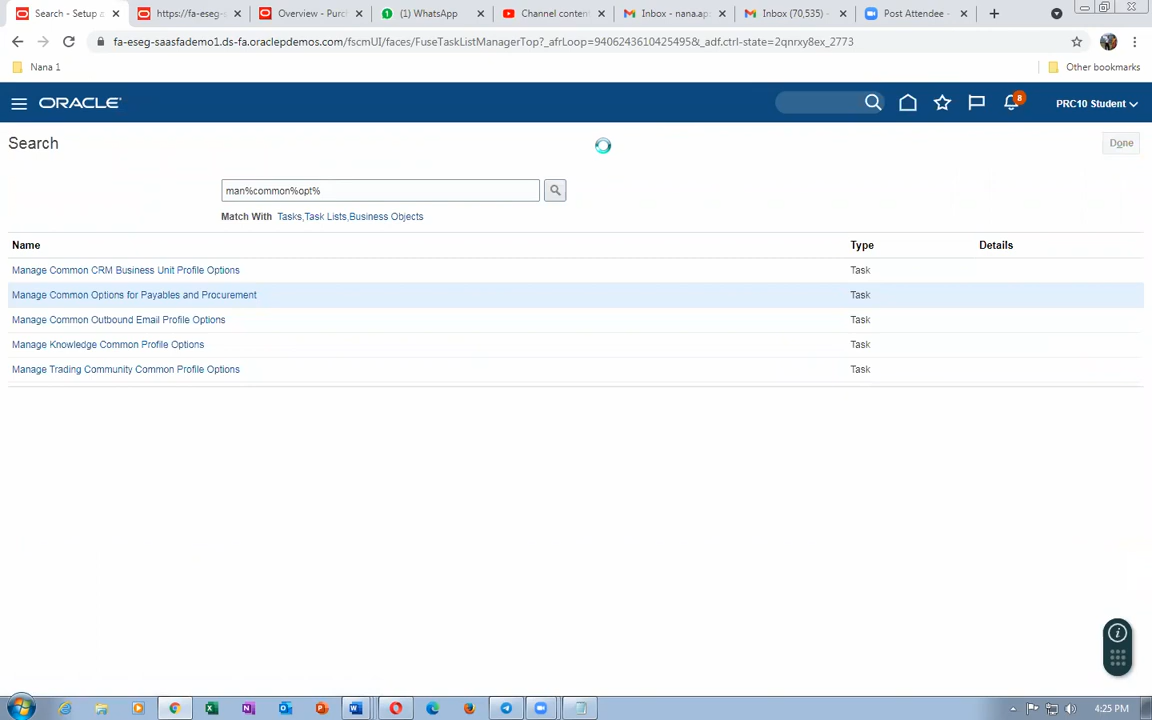 Search - Setup a
https://fa-eseg-s
Overview - Purc
(1) WhatsApp
Channel conten
Inbox - nana.ap
Inbox (70,535) -
Post Attendee -
fa-eseg-saasfademo1.ds-fa.oraclepdemos.com/fscmUI/faces/FuseTaskListManagerTop?_afrLoop=9406243610425495&_adf.ctrl-state=2qnrxy8ex_2773
Nana 1
Other bookmarks
ORACLE
8
PRC10 Student
Search
Done
man%common%opt%
Match With Tasks,Task Lists,Business Objects
Name Type Details
Manage Common CRM Business Unit Profile Options Task
Manage Common Options for Payables and Procurement Task
Manage Common Outbound Email Profile Options Task
Manage Knowledge Common Profile Options Task
Manage Trading Community Common Profile Options Task
4:25 PM